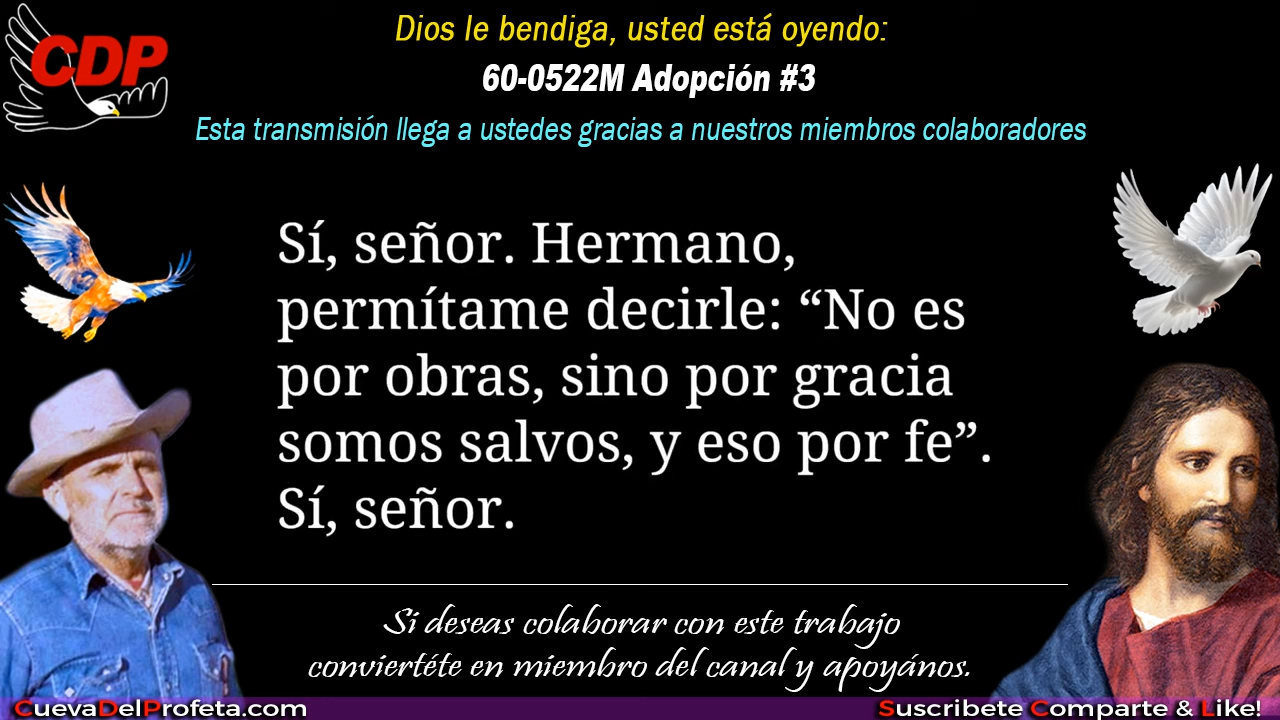 CDP
Dios le bendiga, usted está oyendo:
60-0522M Adopción #3
Esta transmisión llega a ustedes gracias a nuestros miembros colaboradores
Sí, señor. Hermano,
permítame decirle: “No es
por obras, sino por gracia
somos salvos, y eso por fe”.
Sí, señor.
Si deseas colaborar con este trabajo
conviertéte en miembro del canal y apoyános.
CuevaDelProfeta.com
Suscribete Comparte & Like!